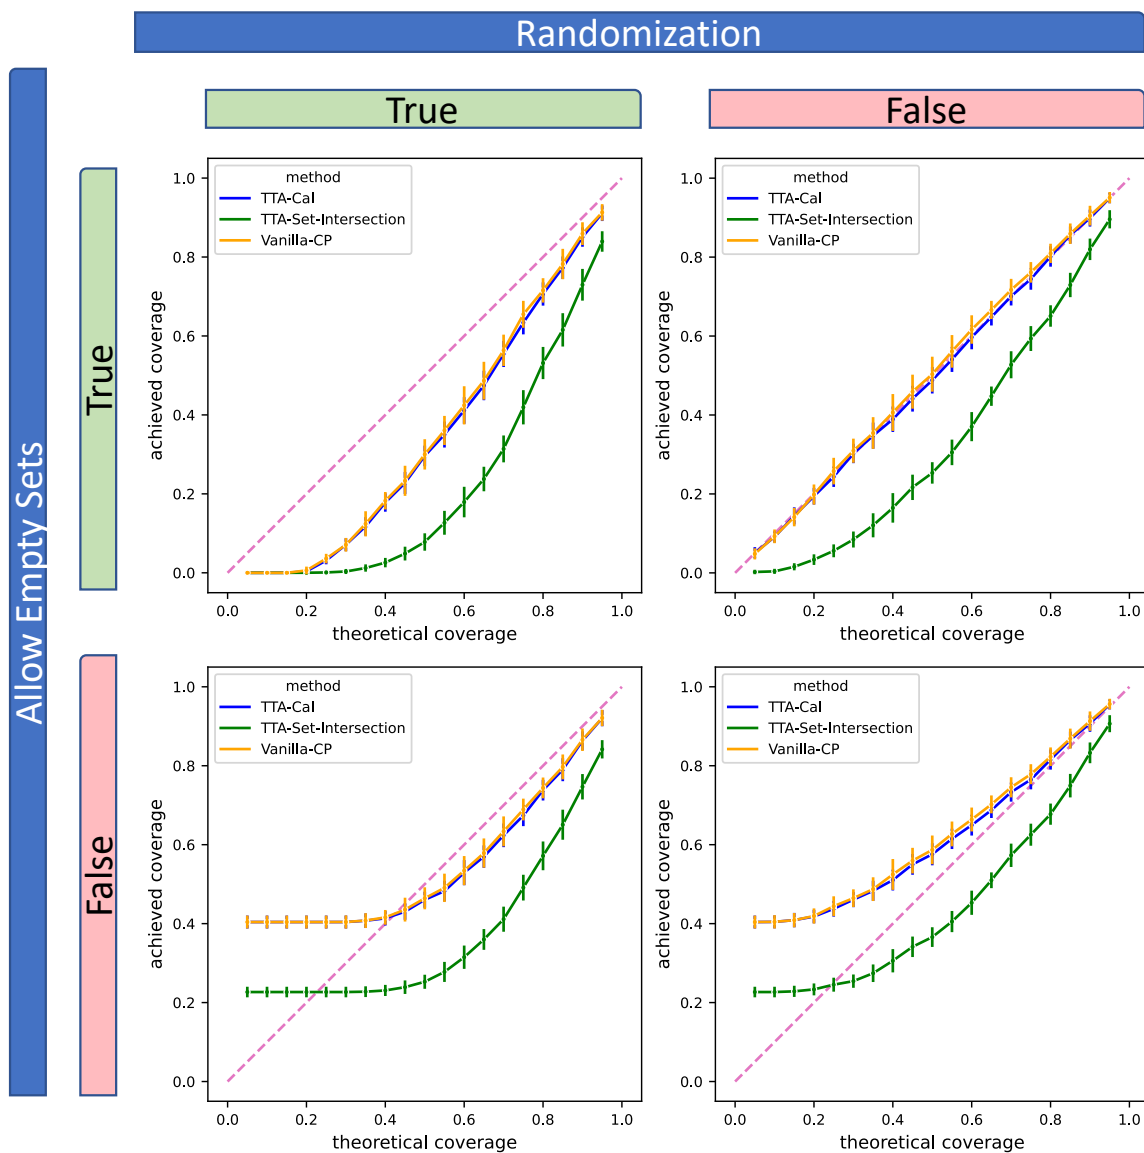 Randomization
True
False
Allow Empty Sets
True
False
method
TTA-Cal
TTA-Set-Intersection
Vanilla-CP
achieved coverage
1.0
0.8
0.6
0.4
0.2
0.0
0.0 0.2 0.4 0.6 0.8 1.0
theoretical coverage
method
TTA-Cal
TTA-Set-Intersection
Vanilla-CP
achieved coverage
1.0
0.8
0.6
0.4
0.2
0.0
0.0 0.2 0.4 0.6 0.8 1.0
theoretical coverage
method
TTA-Cal
TTA-Set-Intersection
Vanilla-CP
achieved coverage
1.0
0.8
0.6
0.4
0.2
0.0
0.0 0.2 0.4 0.6 0.8 1.0
theoretical coverage
method
TTA-Cal
TTA-Set-Intersection
Vanilla-CP
achieved coverage
1.0
0.8
0.6
0.4
0.2
0.0
0.0 0.2 0.4 0.6 0.8 1.0
theoretical coverage